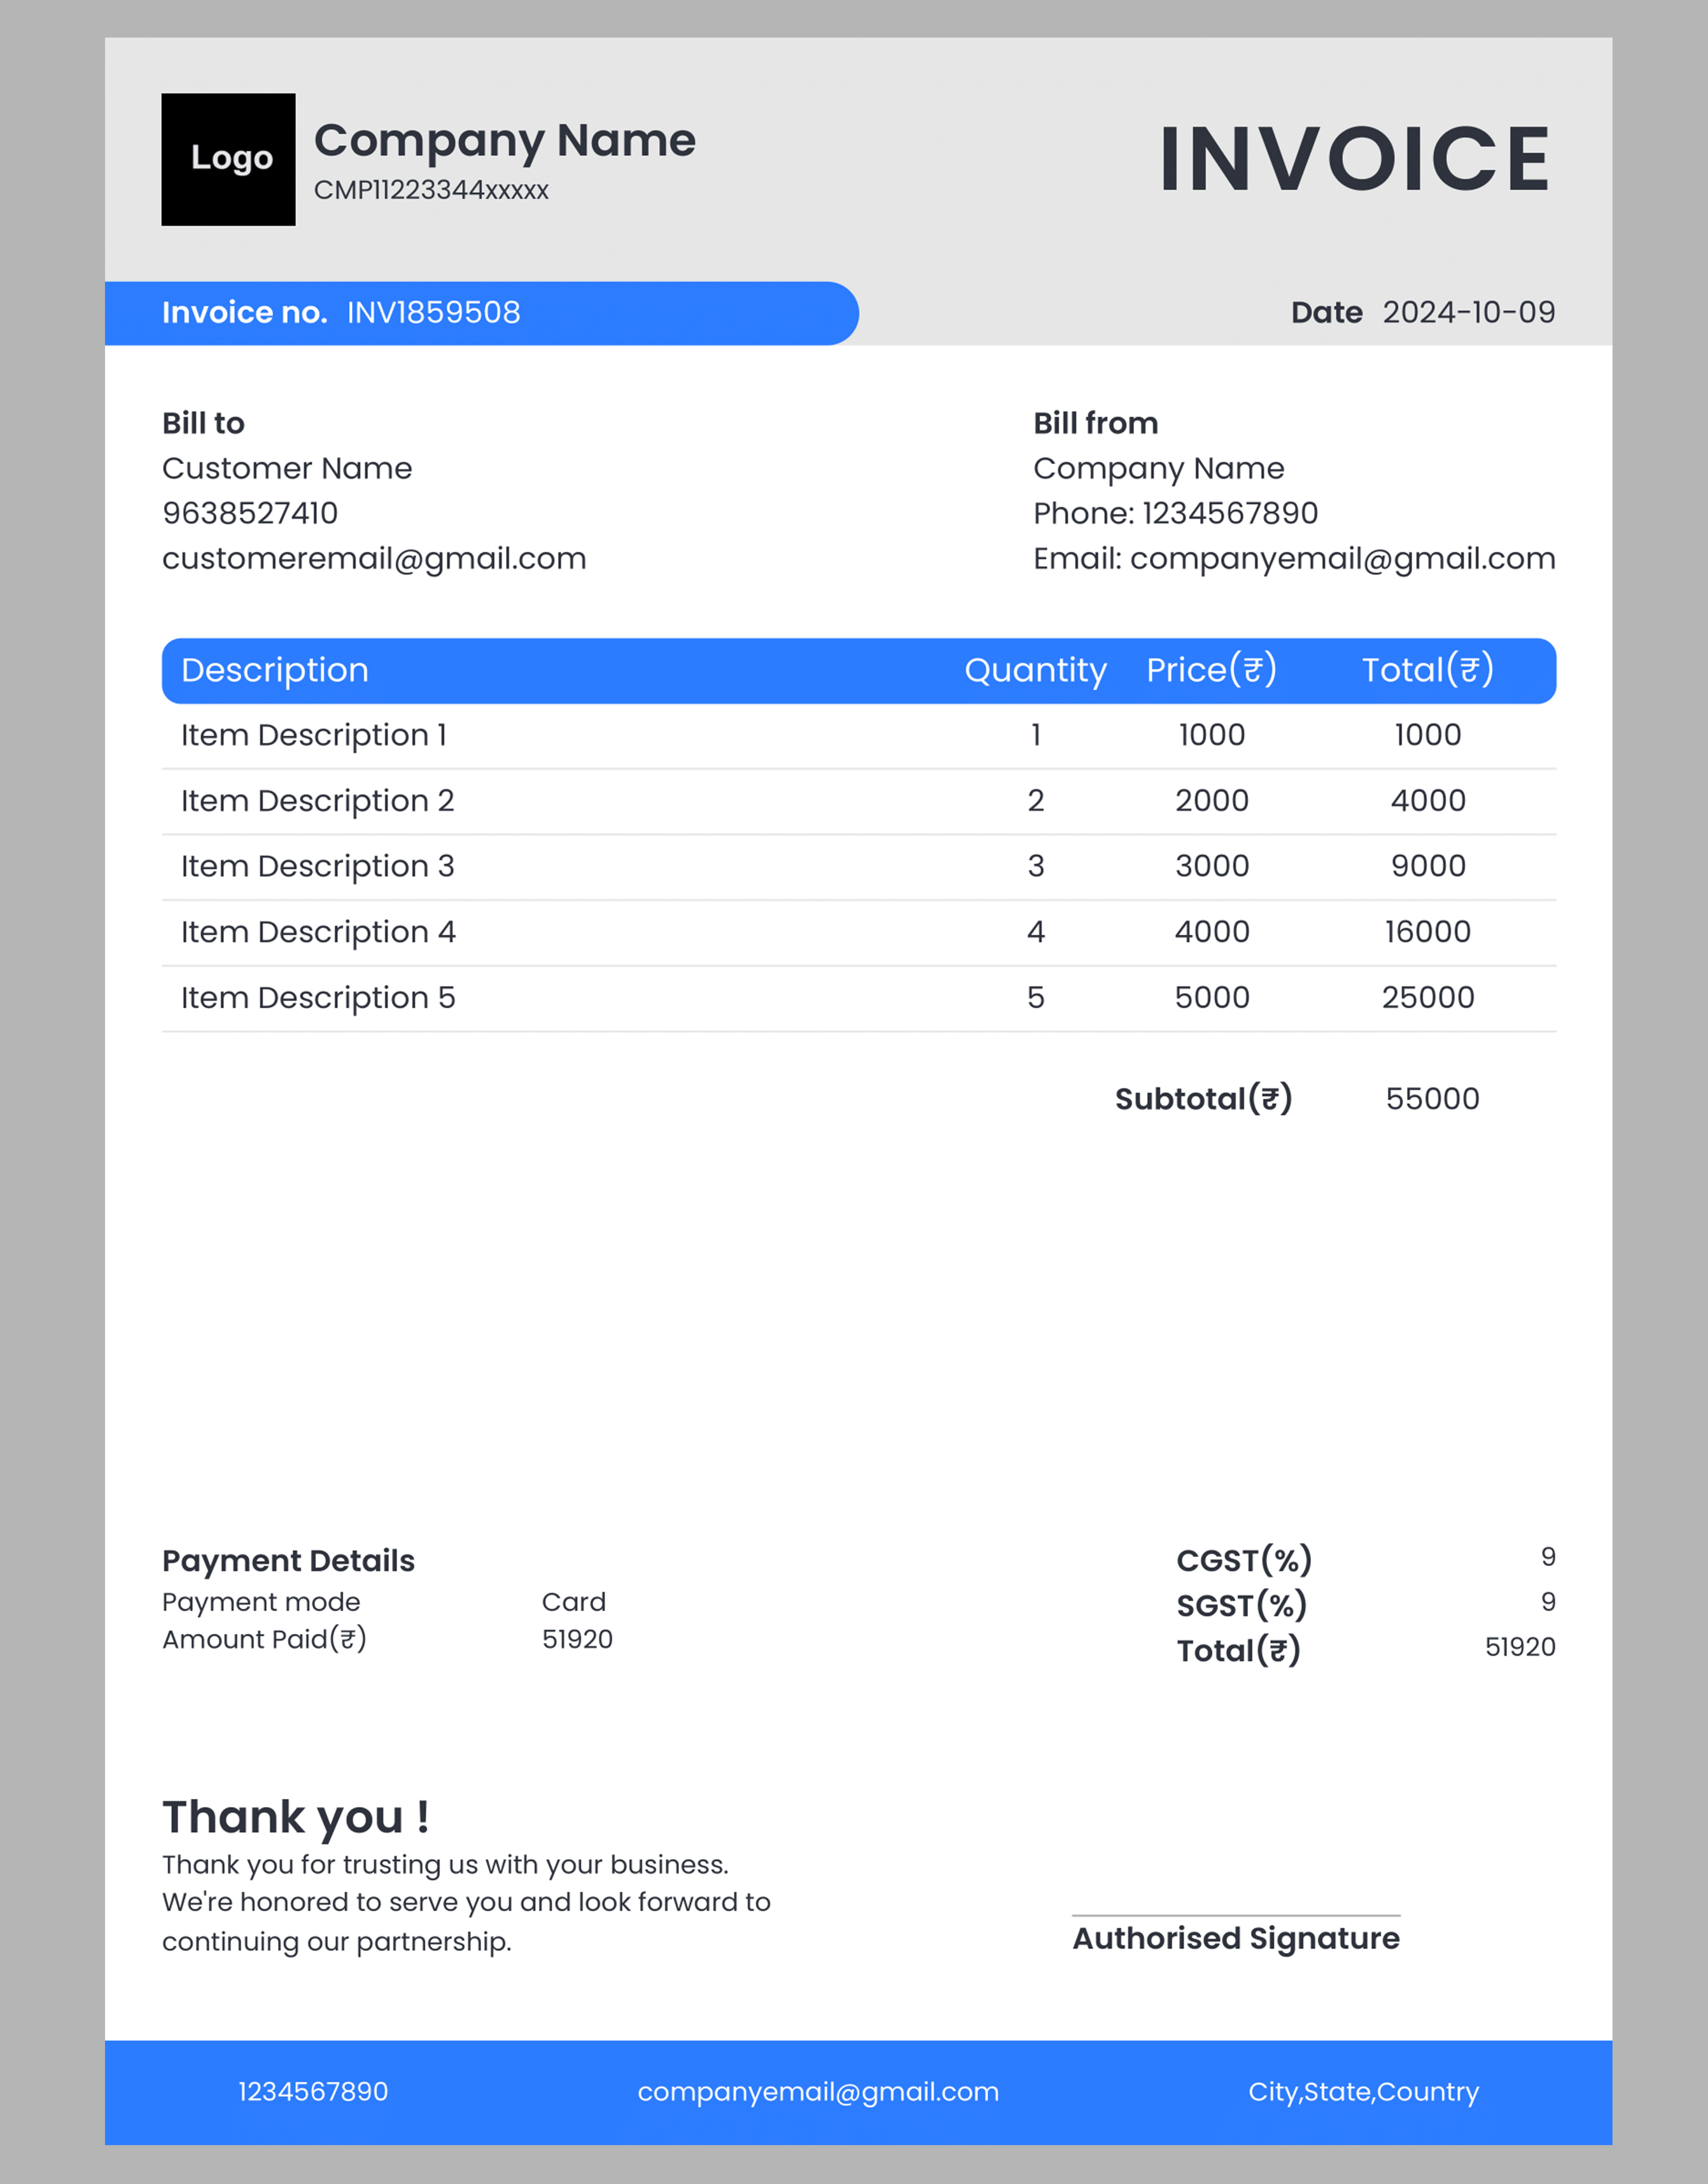 Logo
Company Name
CMP11223344xxxxx
INVOICE
Invoice no. INV1859508
Date 2024-10-09
Bill to
Customer Name
9638527410
customeremail@gmail.com
Bill from
Company Name
Phone: 1234567890
Email: companyemail@gmail.com
Description Quantity Price(₹) Total(₹)
Item Description 1 1 1000 1000
Item Description 2 2 2000 4000
Item Description 3 3 3000 9000
Item Description 4 4 4000 16000
Item Description 5 5 5000 25000
Subtotal(₹) 55000
Payment Details
Payment mode Card
Amount Paid(₹) 51920
CGST(%) 9
SGST(%) 9
Total(₹) 51920
Thank you !
Thank you for trusting us with your business.
We're honored to serve you and look forward to
continuing our partnership.
Authorised Signature
1234567890 companyemail@gmail.com City,State,Country